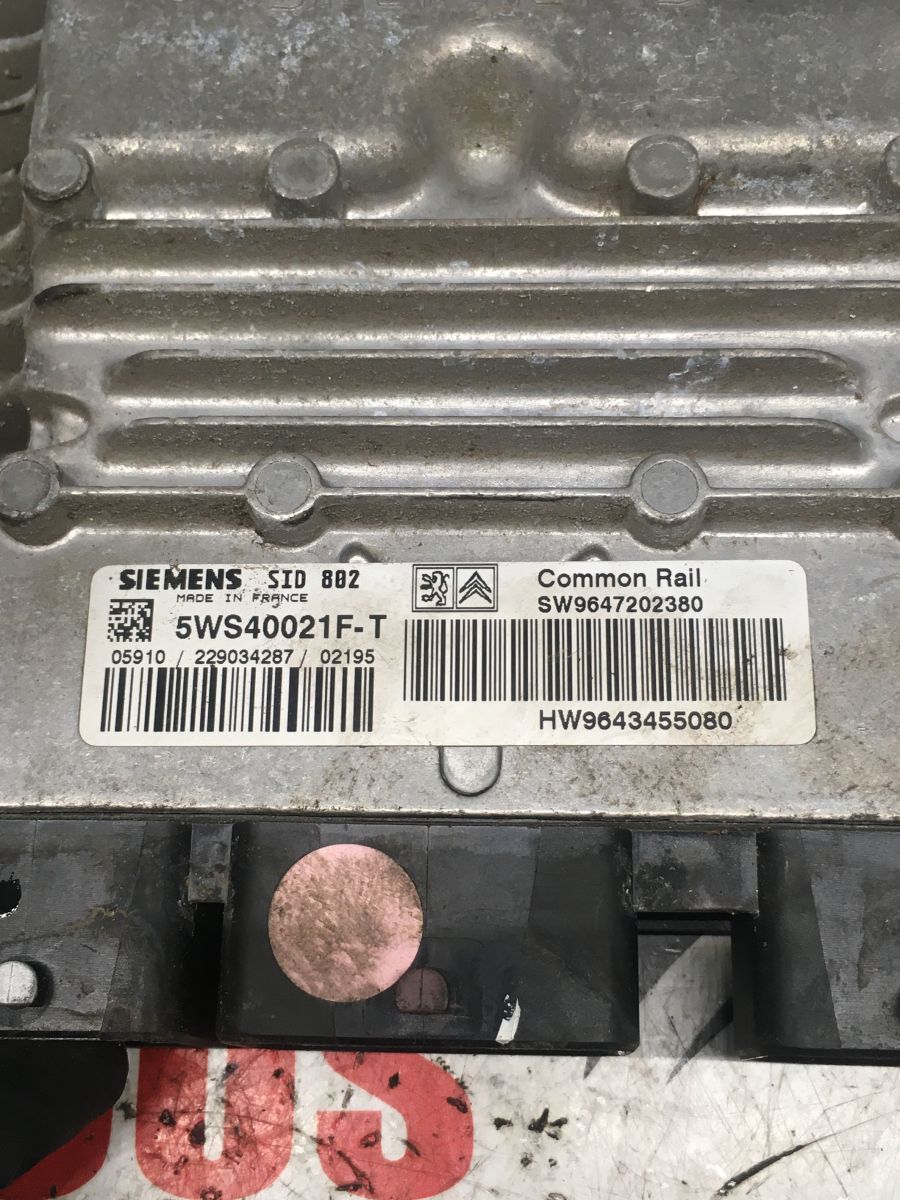 SIEMENS SID 802
MADE IN FRANCE
5WS40021F-T
05910 / 229034287 / 02195
Common Rail
SW9647202380
HW9643455080